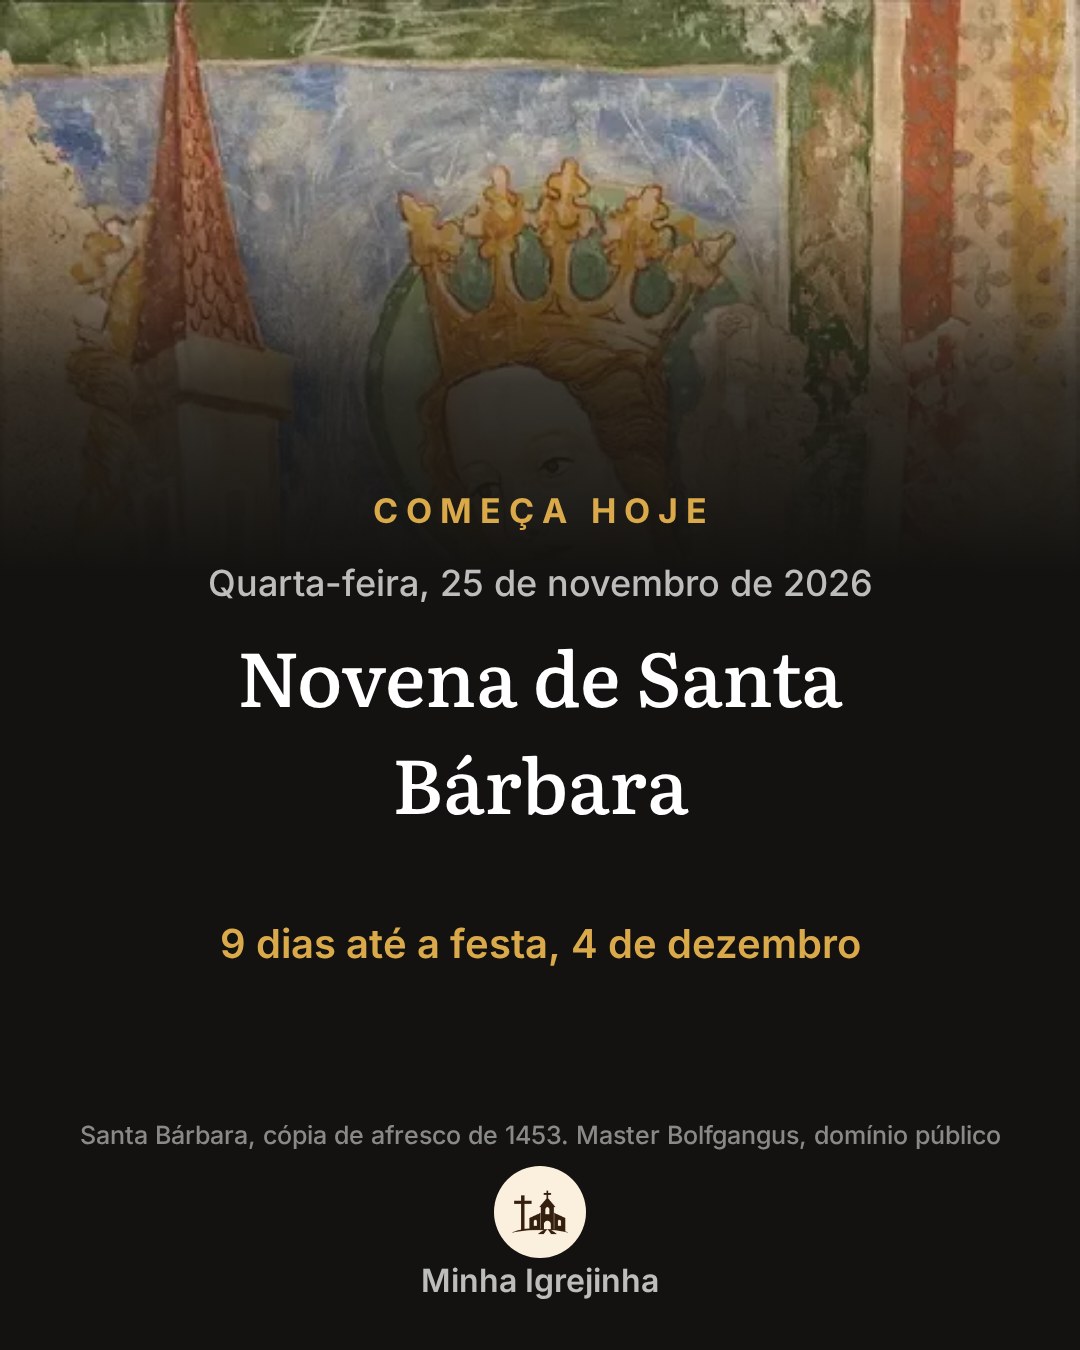 COMEÇA HOJE
Quarta-feira, 25 de novembro de 2026
Novena de Santa
Bárbara
9 dias até a festa, 4 de dezembro
Santa Bárbara, cópia de afresco de 1453. Master Bolfgangus, domínio público
Minha Igrejinha